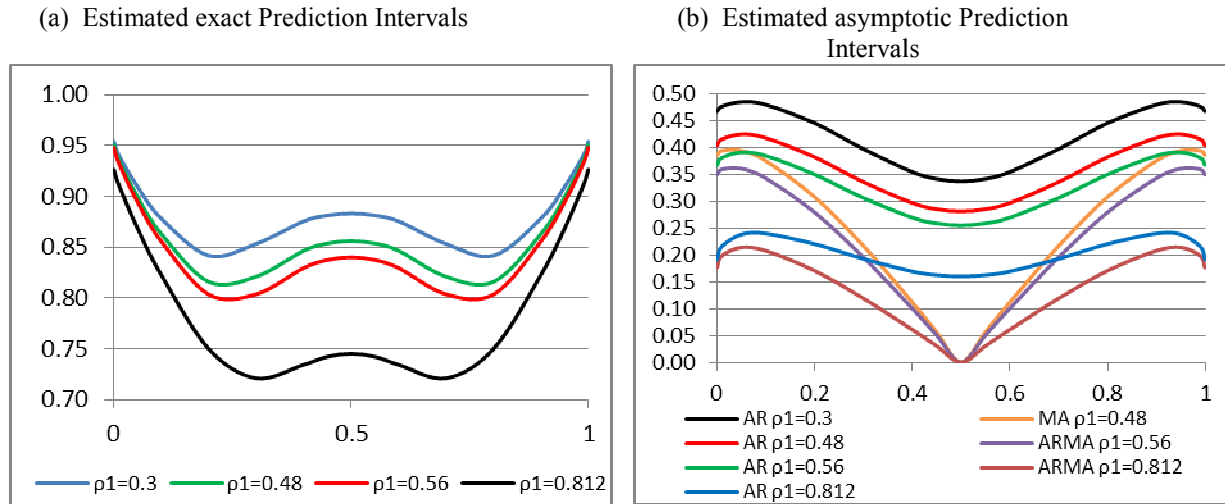 (a) Estimated exact Prediction Intervals
1.00
0.95
0.90
0.85
0.80
0.75
0.70
0
0.5
1
ρ1=0.3 ρ1=0.48 ρ1=0.56 ρ1=0.812
(b) Estimated asymptotic Prediction
Intervals
0.50
0.45
0.40
0.35
0.30
0.25
0.20
0.15
0.10
0.05
0.00
0 0.2 0.4 0.6 0.8 1
AR ρ1=0.3
MA ρ1=0.48
AR ρ1=0.48
ARMA ρ1=0.56
AR ρ1=0.56
ARMA ρ1=0.812
AR ρ1=0.812